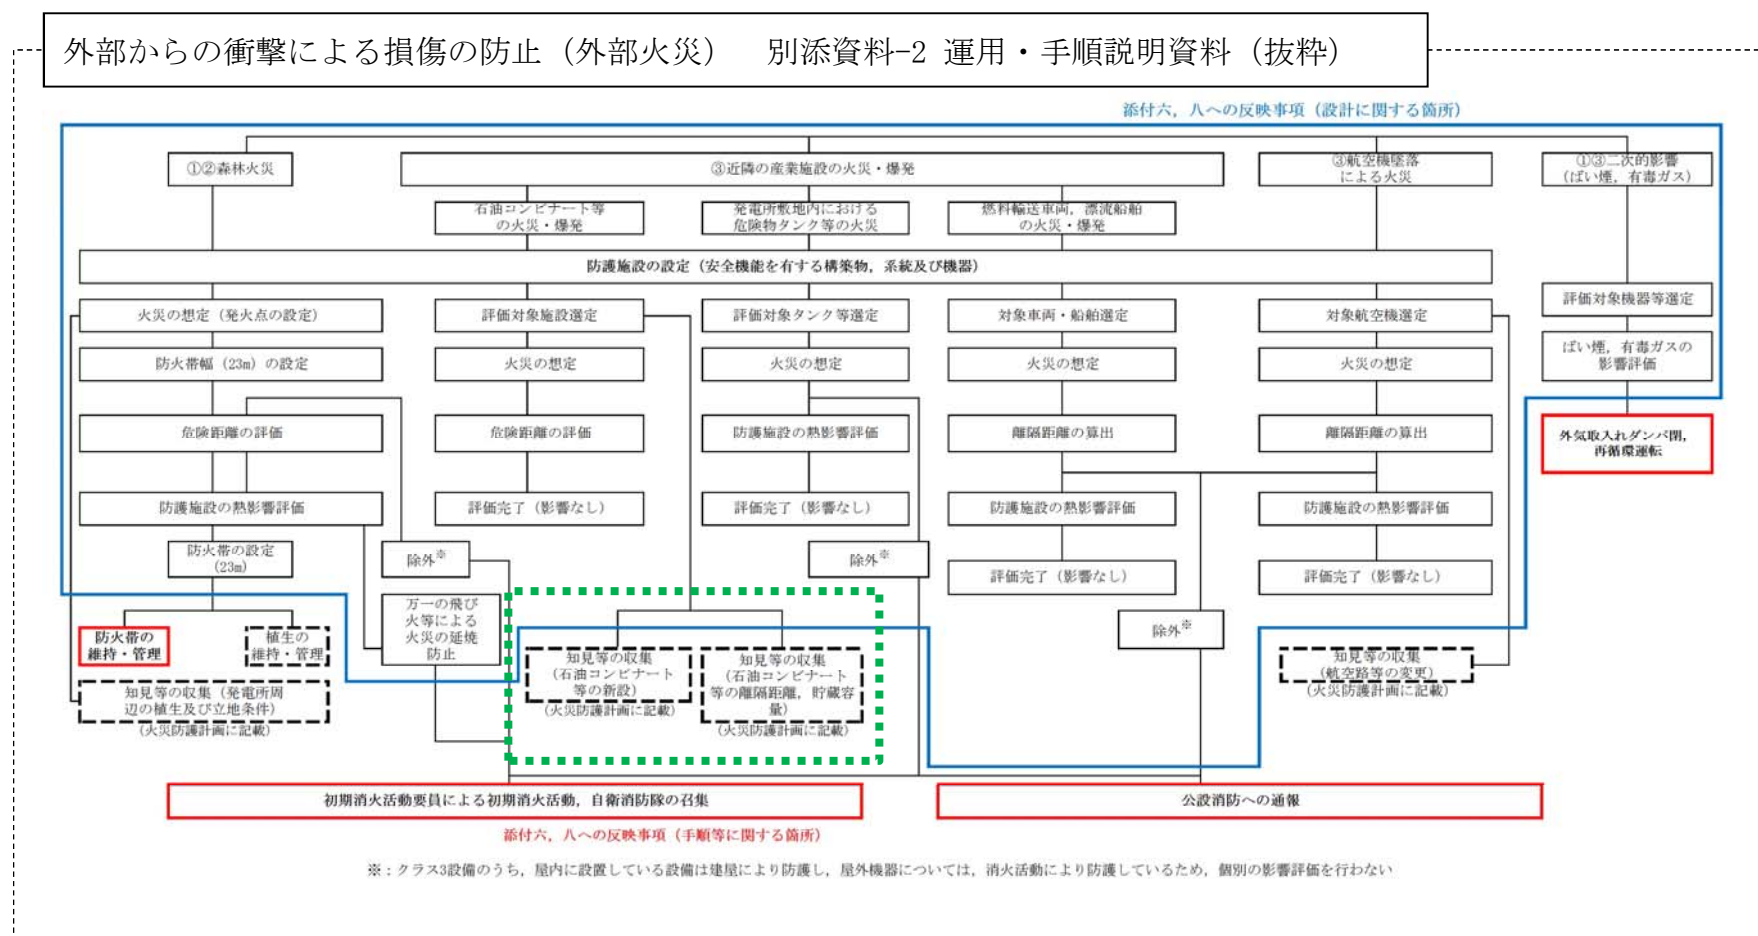 外部からの衝撃による損傷の防止（外部火災）　別添資料-2 運用・手順説明資料（抜粋）
添付六，八への反映事項（設計に関する箇所）
①②森林火災
③近隣の産業施設の火災・爆発
③航空機墜落
による火災
①③二次的影響
（ばい煙，有毒ガス）
石油コンビナート等
の火災・爆発
発電所敷地内における
危険物タンク等の火災
燃料輸送車両，漂流船舶
の火災・爆発
防護施設の設定（安全機能を有する構築物，系統及び機器）
火災の想定（発火点の設定）
評価対象施設選定
評価対象タンク等選定
対象車両・船舶選定
対象航空機選定
評価対象機器等選定
防火帯幅（23m）の設定
火災の想定
火災の想定
火災の想定
火災の想定
ばい煙，有毒ガスの
影響評価
危険距離の評価
危険距離の評価
防護施設の熱影響評価
離隔距離の算出
離隔距離の算出
外気取入れダンパ閉，
再循環運転
防護施設の熱影響評価
評価完了（影響なし）
評価完了（影響なし）
防護施設の熱影響評価
防護施設の熱影響評価
防火帯の設定
（23m）
除外※
除外※
評価完了（影響なし）
評価完了（影響なし）
防火帯の
維持・管理
植生の
維持・管理
万一の飛び
火等による
火災の延焼
防止
除外※
知見等の収集
（石油コンビナート
等の新設）
（火災防護計画に記載）
知見等の収集
（石油コンビナート
等の離隔距離，貯蔵容
量）
（火災防護計画に記載）
知見等の収集
（航空路等の変更）
（火災防護計画に記載）
知見等の収集（発電所周
辺の植生及び立地条件）
（火災防護計画に記載）
初期消火活動要員による初期消火活動，自衛消防隊の召集
公設消防への通報
添付六，八への反映事項（手順等に関する箇所）
※：クラス3設備のうち，屋内に設置している設備は建屋により防護し，屋外機器については，消火活動により防護しているため，個別の影響評価を行わない